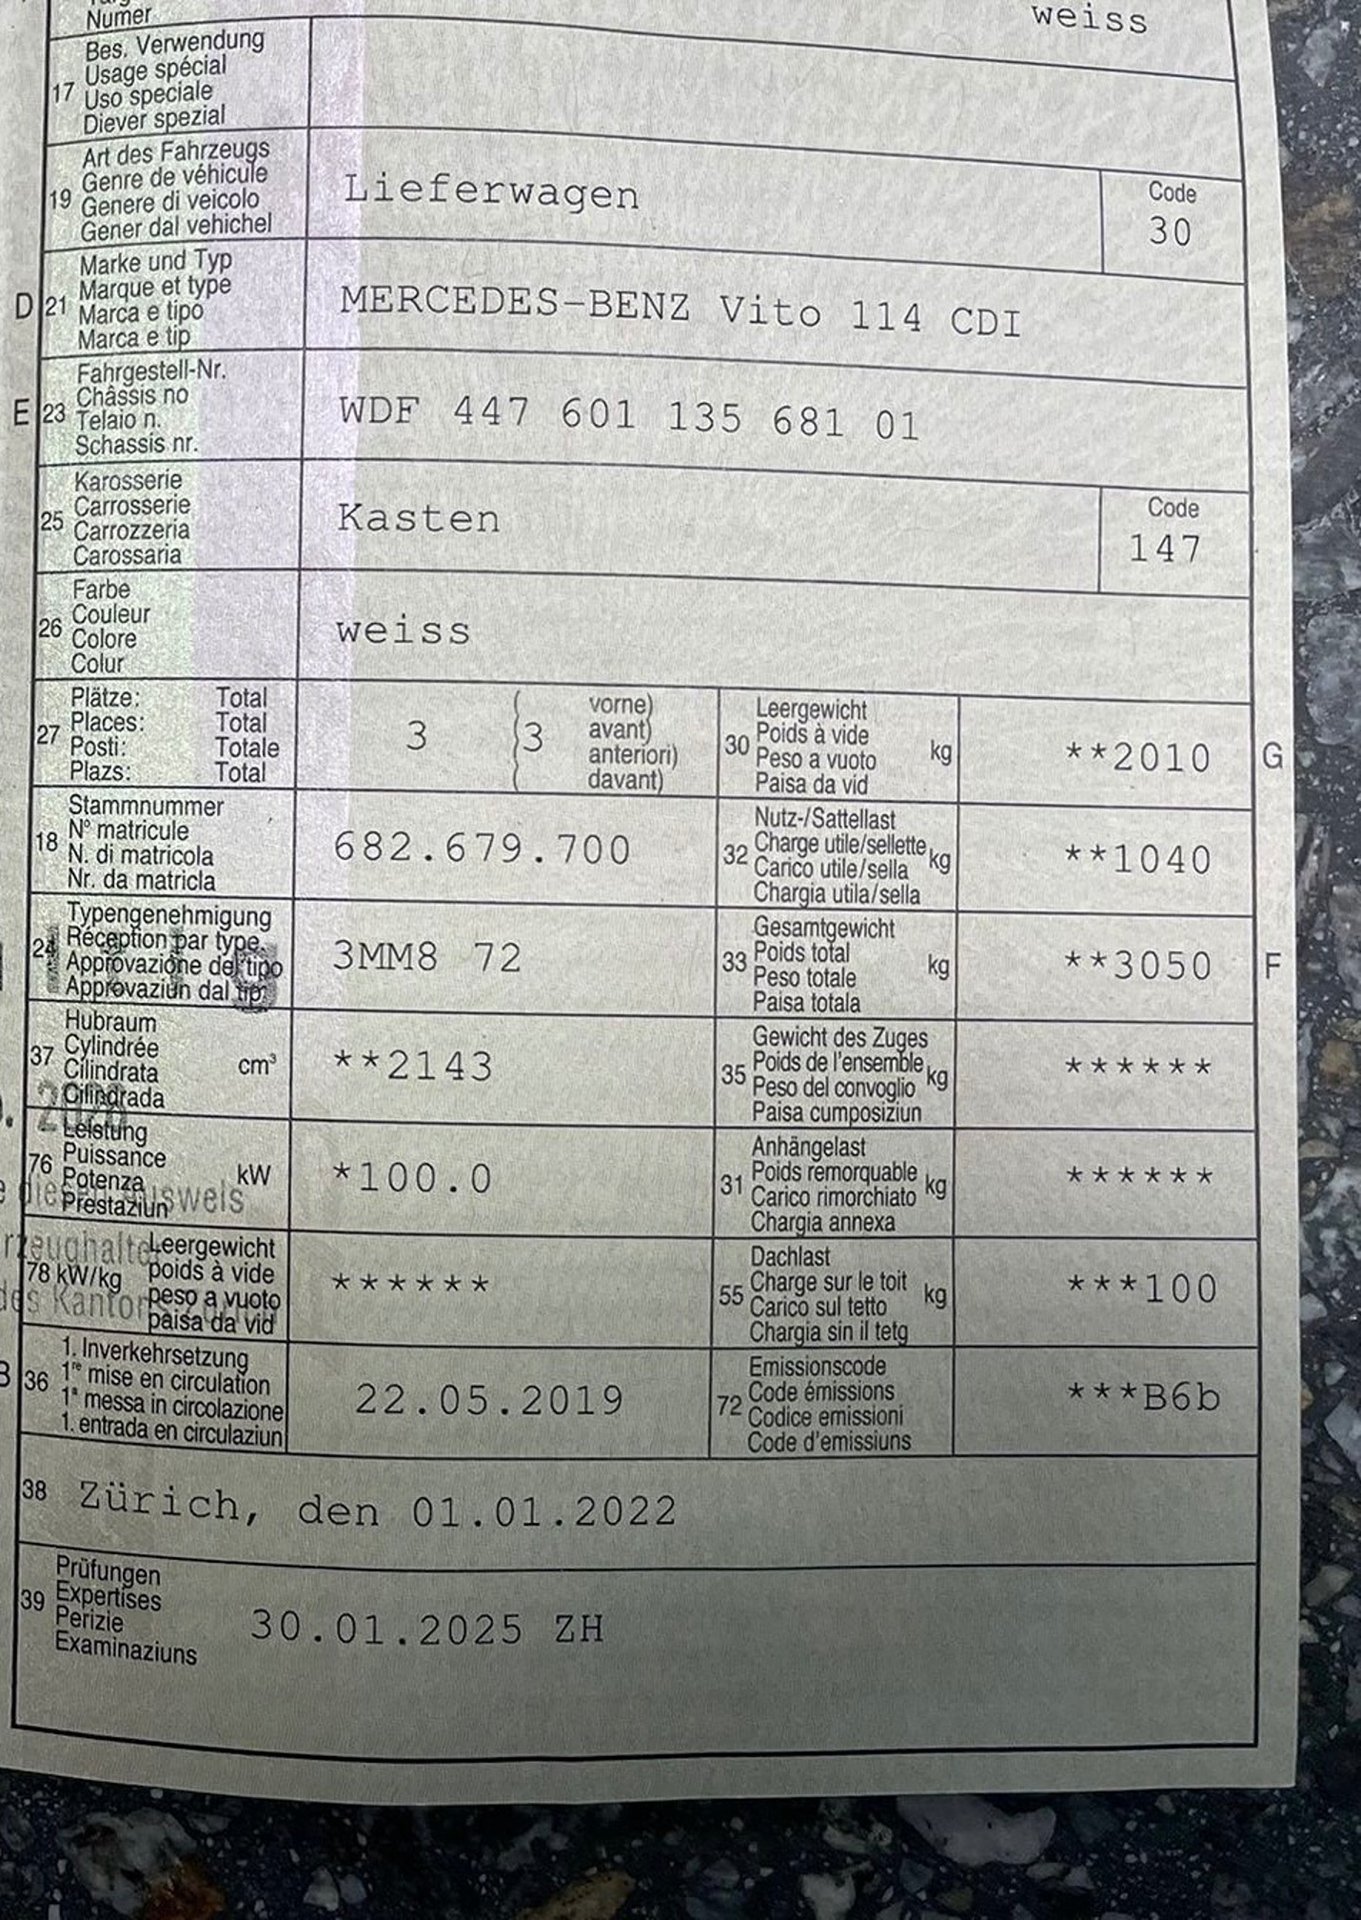 Numer
weiss
17
Bes. Verwendung
Usage spécial
Uso speciale
Diever spezial
19
Art des Fahrzeugs
Genre de véhicule
Genere di veicolo
Gener dal vehichel
Lieferwagen
Code
30
D 21
Marke und Typ
Marque et type
Marca e tipo
Marca e tip
MERCEDES-BENZ Vito 114 CDI
E 23
Fahrgestell-Nr.
Châssis no
Telaio n.
Schassis nr.
WDF 447 601 135 681 01
25
Karosserie
Carrosserie
Carrozzeria
Carossaria
Kasten
Code
147
26
Farbe
Couleur
Colore
Colur
weiss
27
Plätze: Total
Places: Total
Posti: Totale
Plazs: Total
3
(3
vorne)
avant)
anteriori)
davant)
30
Leergewicht
Poids à vide
Peso a vuoto
Paisa da vid
kg
**2010
G
18
Stammnummer
N° matricule
N. di matricola
Nr. da matricla
682.679.700
32
Nutz-/Sattellast
Charge utile/sellette
Carico utile/sella
Chargia utila/sella
kg
**1040
24
Typengenehmigung
Réception par type
Approvazione del tipo
Approvaziun dal tip
3MM8 72
33
Gesamtgewicht
Poids total
Peso totale
Paisa totala
kg
**3050
F
37
Hubraum
Cylindrée
Cilindrata
Cilindrada
cm³
**2143
35
Gewicht des Zuges
Poids de l'ensemble
Peso del convoglio
Paisa cumposiziun
kg
******
76
Leistung
Puissance
Potenza
Prestaziun
kW
*100.0
31
Anhängelast
Poids remorquable
Carico rimorchiato
Chargia annexa
kg
******
78 kW/kg
Leergewicht
poids à vide
peso a vuoto
paisa da vid
******
55
Dachlast
Charge sur le toit
Carico sul tetto
Chargia sin il tetg
kg
***100
B 36
1. Inverkehrsetzung
1re mise en circulation
1a messa in circolazione
1. entrada en circulaziun
22.05.2019
72
Emissionscode
Code émissions
Codice emissioni
Code d'emissiuns
***B6b
38
Zürich, den 01.01.2022
39
Prüfungen
Expertises
Perizie
Examinaziuns
30.01.2025 ZH